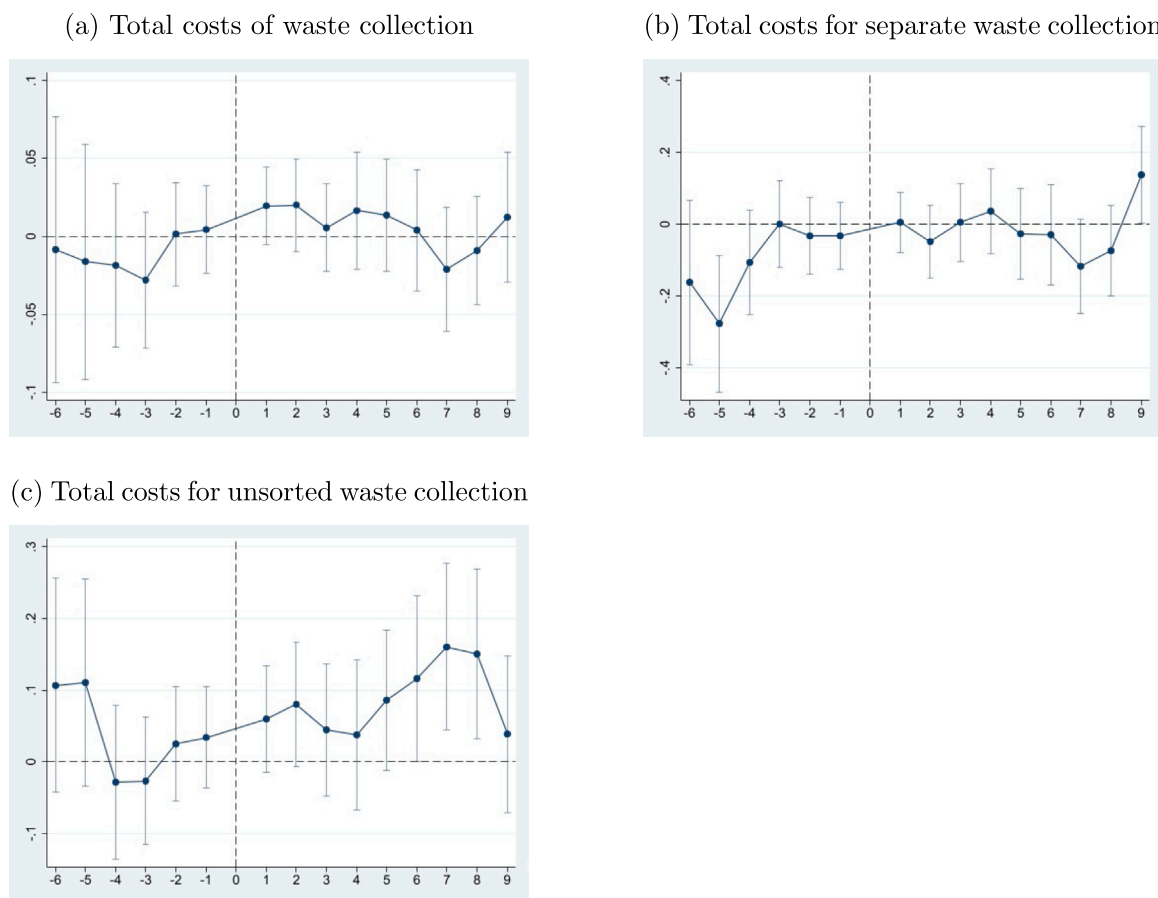 (a) Total costs of waste collection
(b) Total costs for separate waste collection
.1
.05
0
-.05
-.1
-6 -5 -4 -3 -2 -1 0 1 2 3 4 5 6 7 8 9
.4
.2
0
-.2
-.4
-6 -5 -4 -3 -2 -1 0 1 2 3 4 5 6 7 8 9
(c) Total costs for unsorted waste collection
.3
.2
.1
0
-.1
-6 -5 -4 -3 -2 -1 0 1 2 3 4 5 6 7 8 9